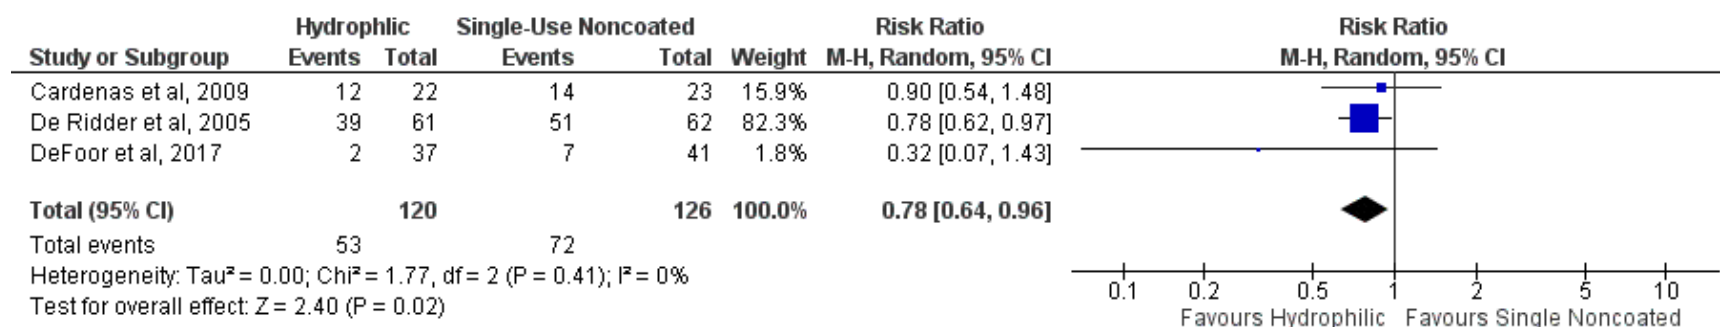 Hydrophlic Single-Use Noncoated Risk Ratio Risk Ratio
Study or Subgroup Events Total Events Total Weight M-H, Random, 95% CI M-H, Random, 95% CI
Cardenas et al, 2009 12 22 14 23 15.9% 0.90 [0.54, 1.48]
De Ridder et al, 2005 39 61 51 62 82.3% 0.78 [0.62, 0.97]
DeFoor et al, 2017 2 37 7 41 1.8% 0.32 [0.07, 1.43]
Total (95% CI) 120 126 100.0% 0.78 [0.64, 0.96]
Total events 53 72
Heterogeneity: Tau² = 0.00; Chi² = 1.77, df = 2 (P = 0.41); I² = 0%
Test for overall effect: Z = 2.40 (P = 0.02)
0.1 0.2 0.5 1 2 5 10
Favours Hydrophilic Favours Single Noncoated